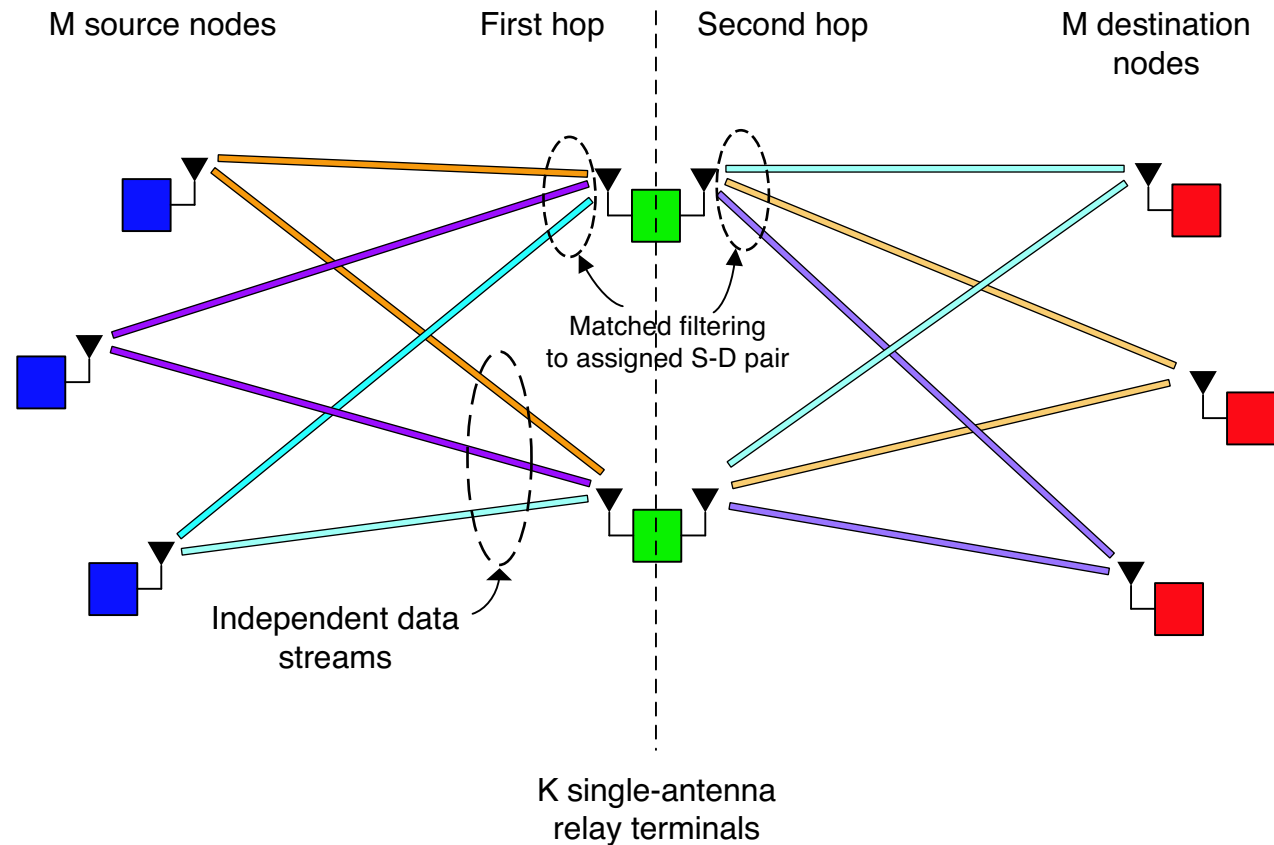 M source nodes
First hop
Second hop
M destination
nodes
Matched filtering
to assigned S-D pair
Independent data
streams
K single-antenna
relay terminals